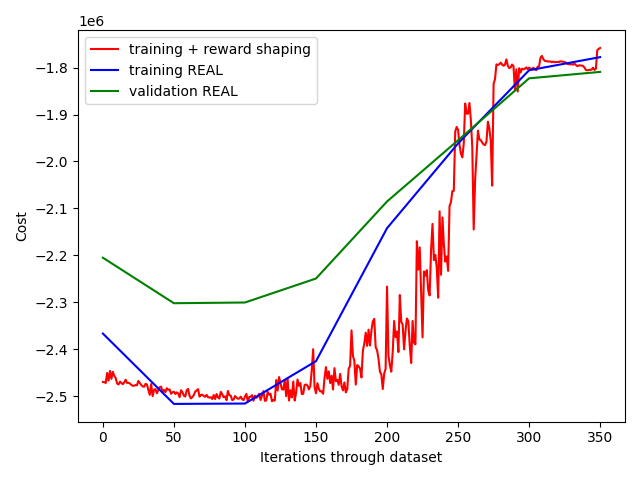 1e6
training + reward shaping
training REAL
validation REAL
−1.8
−1.9
−2.0
−2.1
−2.2
−2.3
−2.4
−2.5
Cost
0 50 100 150 200 250 300 350
Iterations through dataset